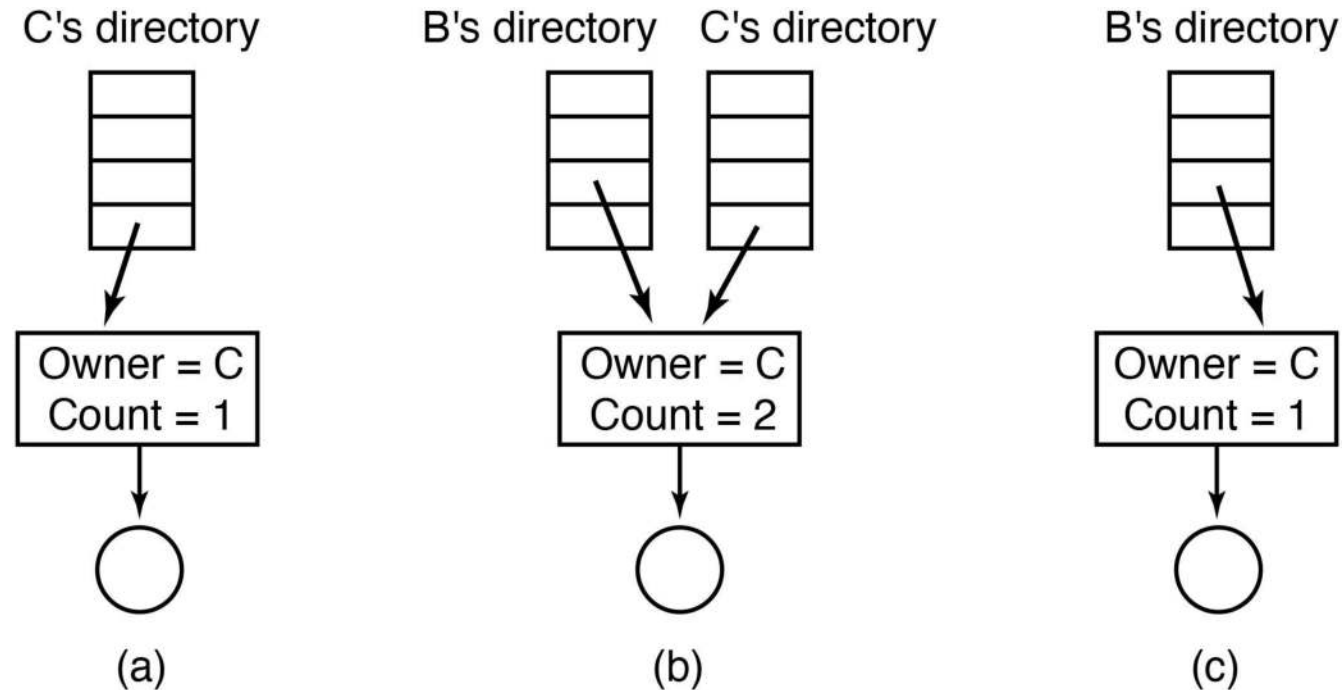 C's directory
B's directory
C's directory
B's directory
Owner = C
Count = 1
Owner = C
Count = 2
Owner = C
Count = 1
(a)
(b)
(c)